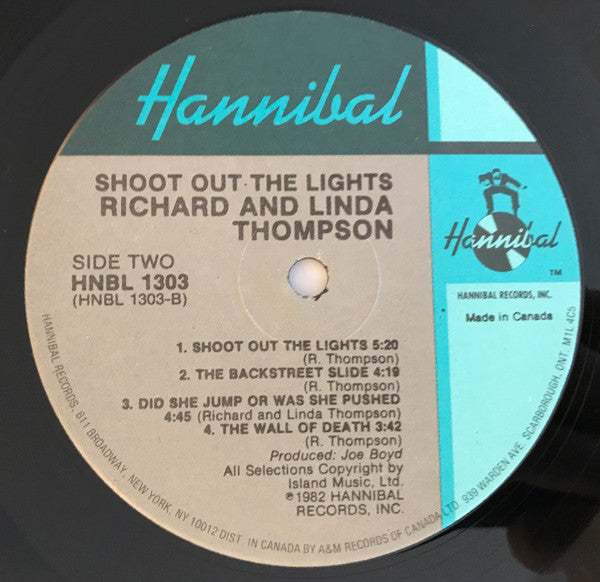 Hannibal
SHOOT OUT THE LIGHTS
RICHARD AND LINDA
THOMPSON
SIDE TWO
HNBL 1303
(HNBL 1303-B)
Hannibal
TM
HANNIBAL RECORDS, INC.
Made in Canada
1. SHOOT OUT THE LIGHTS 5:20
(R. Thompson)
2. THE BACKSTREET SLIDE 4:19
(R. Thompson)
3. DID SHE JUMP OR WAS SHE PUSHED
4:45 (Richard and Linda Thompson)
4. THE WALL OF DEATH 3:42
(R. Thompson)
Produced: Joe Boyd
All Selections Copyright by
Island Music, Ltd.
℗1982 HANNIBAL
RECORDS, INC.
HANNIBAL RECORDS, 611 BROADWAY, NEW YORK, NY 10012 DIST. IN CANADA BY A&M RECORDS OF CANADA LTD. 939 WARDEN AVE. SCARBOROUGH, ONT. M1L 4C5